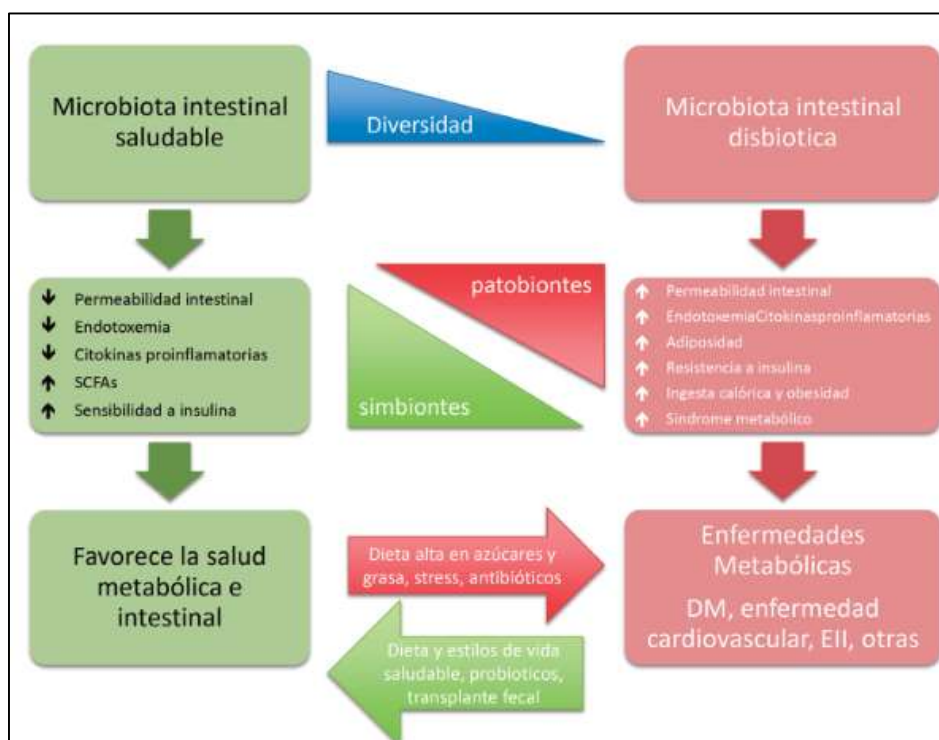 Microbiota intestinal
saludable
Diversidad
Microbiota intestinal
disbiotica
Permeabilidad intestinal
Endotoxemia
Citokinas proinflamatorias
SCFAs
Sensibilidad a insulina
patobiontes
simbiontes
Permeabilidad intestinal
EndotoxemiaCitokinasproinflamatorias
Adiposidad
Resistencia a insulina
Ingesta calórica y obesidad
Sindrome metabólico
Favorece la salud
metabólica e
intestinal
Dieta alta en azúcares y
grasa, stress, antibióticos
Dieta y estilos de vida
saludable, probioticos,
transplante fecal
Enfermedades
Metabólicas
DM, enfermedad
cardiovascular, EII, otras